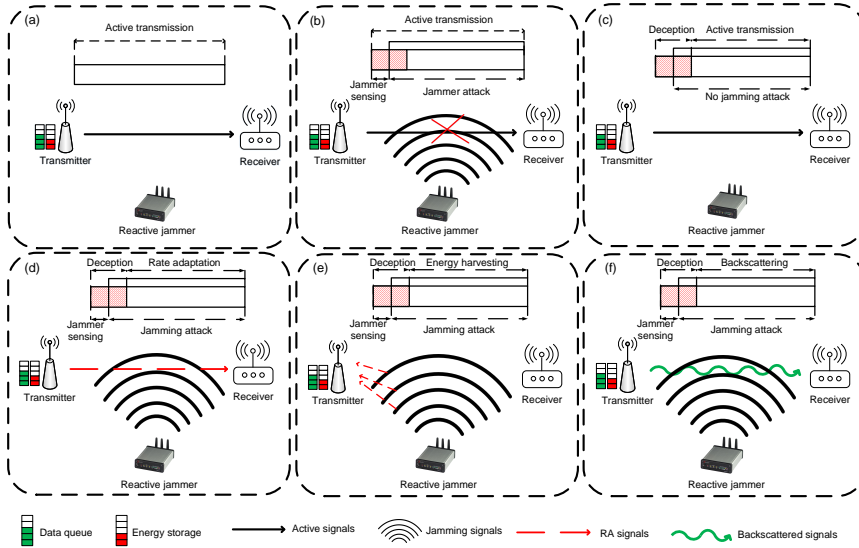 (a)
Active transmission
Transmitter
Receiver
Reactive jammer
(b)
Active transmission
Jammer
sensing
Jammer attack
Transmitter
Receiver
Reactive jammer
(c)
Deception
Active transmission
No jamming attack
Transmitter
Receiver
Reactive jammer
(d)
Deception
Rate adaptation
Jammer
sensing
Jamming attack
Transmitter
Receiver
Reactive jammer
(e)
Deception
Energy harvesting
Jammer
sensing
Jamming attack
Transmitter
Receiver
Reactive jammer
(f)
Deception
Backscattering
Jammer
sensing
Jamming attack
Transmitter
Receiver
Reactive jammer
Data queue
Energy storage
Active signals
Jamming signals
RA signals
Backscattered signals